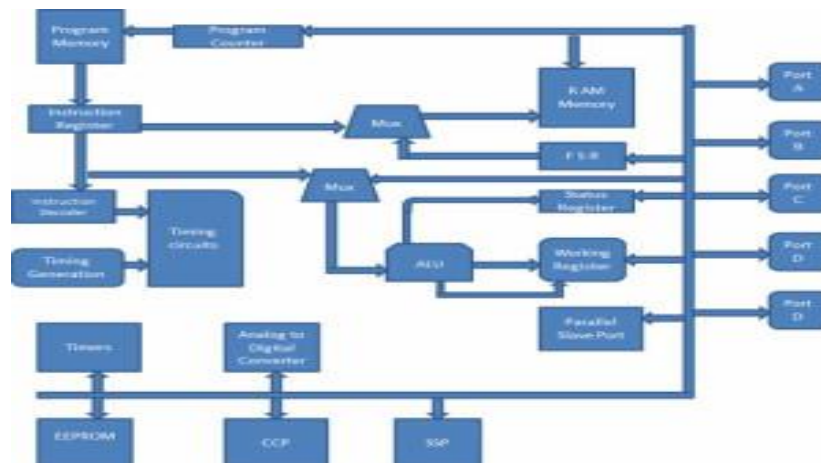 Program
Memory
Program
Counter
Port
A
RAM
Memory
Instruction
Register
Mux
Port
B
F S R
Mux
Instruction
Decoder
Status
Register
Port
C
Timing
circuits
ALU
Working
Register
Port
D
Timing
Generation
Parallel
Slave Port
Port
D
Timers
Analog to
Digital
Converter
EEPROM
CCP
SSP